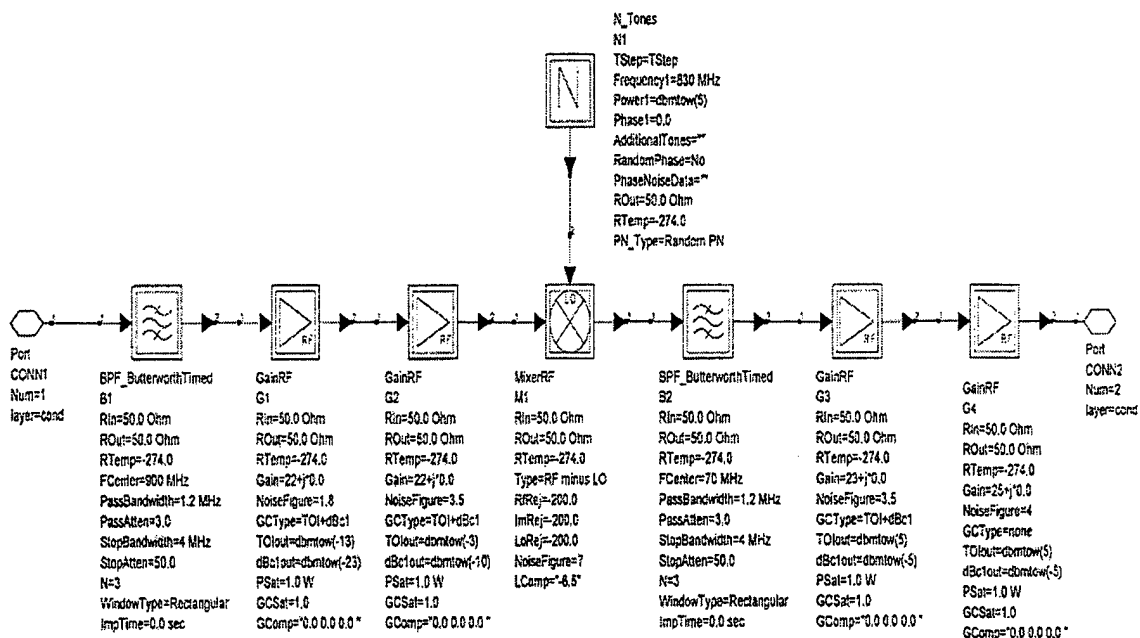 N_Tones
N1
TStep=TStep
Frequency1=830 MHz
Power1=dbmtow(5)
Phase1=0.0
AdditionalTones=""
RandomPhase=No
PhaseNoiseData=""
ROut=50.0 Ohm
RTemp=-274.0
PN_Type=Random PN
LO
RF
RF
RF
RF
Port
CONN1
Num=1
layer=cond
BPF_ButterworthTimed
B1
Rin=50.0 Ohm
ROut=50.0 Ohm
RTemp=-274.0
FCenter=900 MHz
PassBandwidth=1.2 MHz
PassAtten=3.0
StopBandwidth=4 MHz
StopAtten=50.0
N=3
WindowType=Rectangular
ImpTime=0.0 sec
GainRF
G1
Rin=50.0 Ohm
ROut=50.0 Ohm
RTemp=-274.0
Gain=22+j*0.0
NoiseFigure=1.8
GCType=TOI+dBc1
TOIout=dbmtow(-13)
dBc1out=dbmtow(-23)
PSat=1.0 W
GCSat=1.0
GComp="0.0 0.0 0.0 "
GainRF
G2
Rin=50.0 Ohm
ROut=50.0 Ohm
RTemp=-274.0
Gain=22+j*0.0
NoiseFigure=3.5
GCType=TOI+dBc1
TOIout=dbmtow(-3)
dBc1out=dbmtow(-10)
PSat=1.0 W
GCSat=1.0
GComp="0.0 0.0 0.0 "
MixerRF
M1
Rin=50.0 Ohm
ROut=50.0 Ohm
RTemp=-274.0
Type=RF minus LO
RfRej=-200.0
ImRej=-200.0
LoRej=-200.0
NoiseFigure=7
LComp="-6.5"
BPF_ButterworthTimed
B2
Rin=50.0 Ohm
ROut=50.0 Ohm
RTemp=-274.0
FCenter=70 MHz
PassBandwidth=1.2 MHz
PassAtten=3.0
StopBandwidth=4 MHz
StopAtten=50.0
N=3
WindowType=Rectangular
ImpTime=0.0 sec
GainRF
G3
Rin=50.0 Ohm
ROut=50.0 Ohm
RTemp=-274.0
Gain=23+j*0.0
NoiseFigure=3.5
GCType=TOI+dBc1
TOIout=dbmtow(5)
dBc1out=dbmtow(-5)
PSat=1.0 W
GCSat=1.0
GComp="0.0 0.0 0.0 "
GainRF
G4
Rin=50.0 Ohm
ROut=50.0 Ohm
RTemp=-274.0
Gain=25+j*0.0
NoiseFigure=4
GCType=none
TOIout=dbmtow(5)
dBc1out=dbmtow(-5)
PSat=1.0 W
GCSat=1.0
GComp="0.0 0.0 0.0 "
Port
CONN2
Num=2
layer=cond